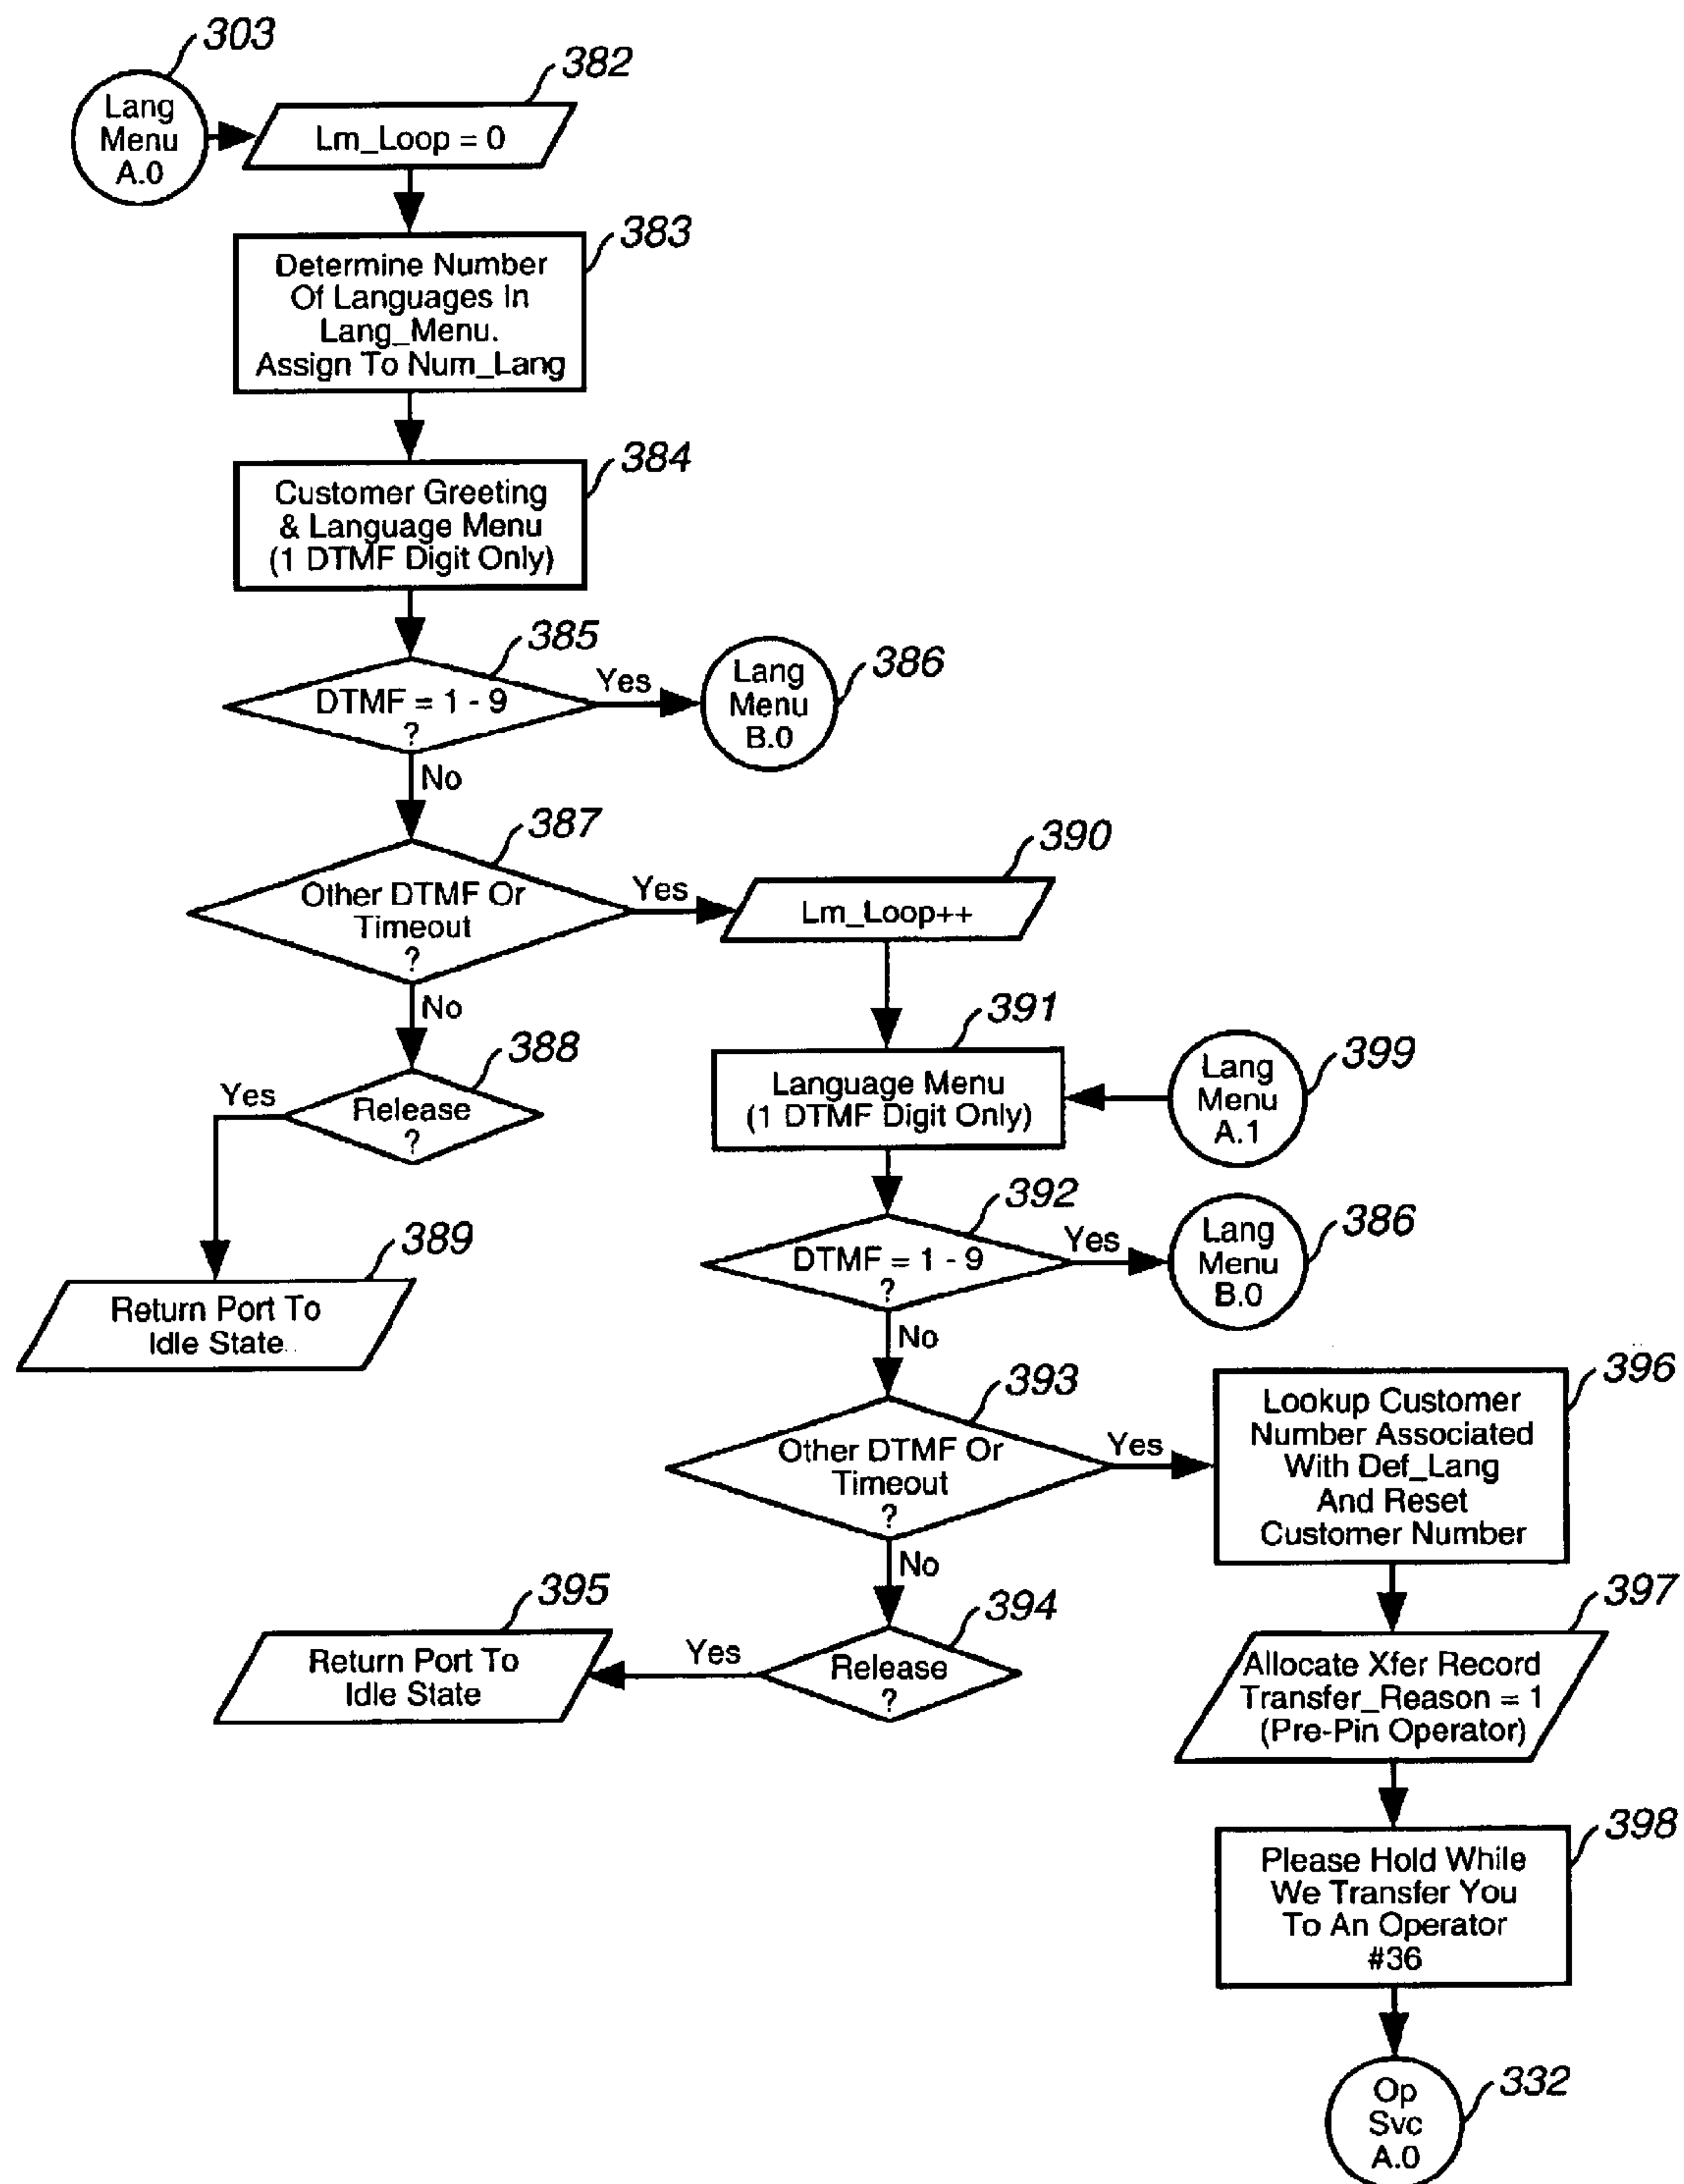 303
Lang
Menu
A.0
382
Lm_Loop = 0
383
Determine Number
Of Languages In
Lang_Menu.
Assign To Num_Lang
384
Customer Greeting
& Language Menu
(1 DTMF Digit Only)
385
DTMF = 1 - 9
?
Yes
Lang
Menu
B.0
386
No
387
Other DTMF Or
Timeout
?
Yes
390
Lm_Loop++
No
388
Release
?
Yes
389
Return Port To
Idle State
391
Language Menu
(1 DTMF Digit Only)
Lang
Menu
A.1
399
392
DTMF = 1 - 9
?
Yes
Lang
Menu
B.0
386
No
393
Other DTMF Or
Timeout
?
Yes
396
Lookup Customer
Number Associated
With Def_Lang
And Reset
Customer Number
No
394
Release
?
Yes
395
Return Port To
Idle State
397
Allocate Xfer Record
Transfer_Reason = 1
(Pre-Pin Operator)
398
Please Hold While
We Transfer You
To An Operator
#36
Op
Svc
A.0
332